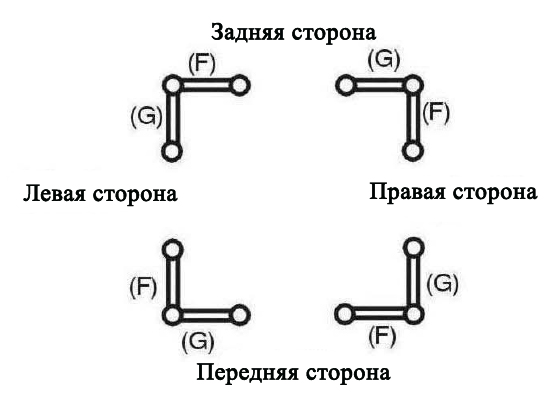 Задняя сторона
(F)
(G)
(G)
(F)
Левая сторона
Правая сторона
(F)
(G)
(G)
(F)
Передняя сторона